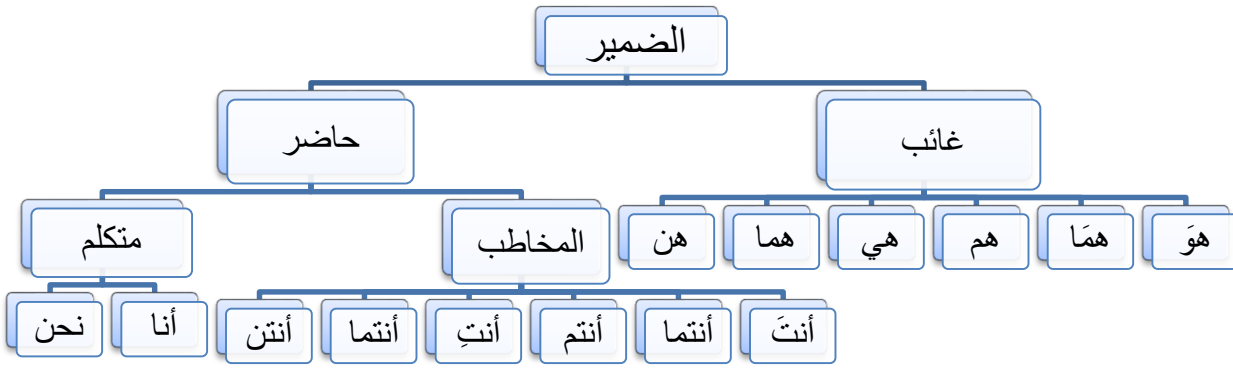 الضمير
غائب
حاضر
هوَ
همَا
هم
هي
هما
هن
المخاطب
متكلم
أنتَ
أنتما
أنتم
أنتِ
أنتما
أنتن
أنا
نحن